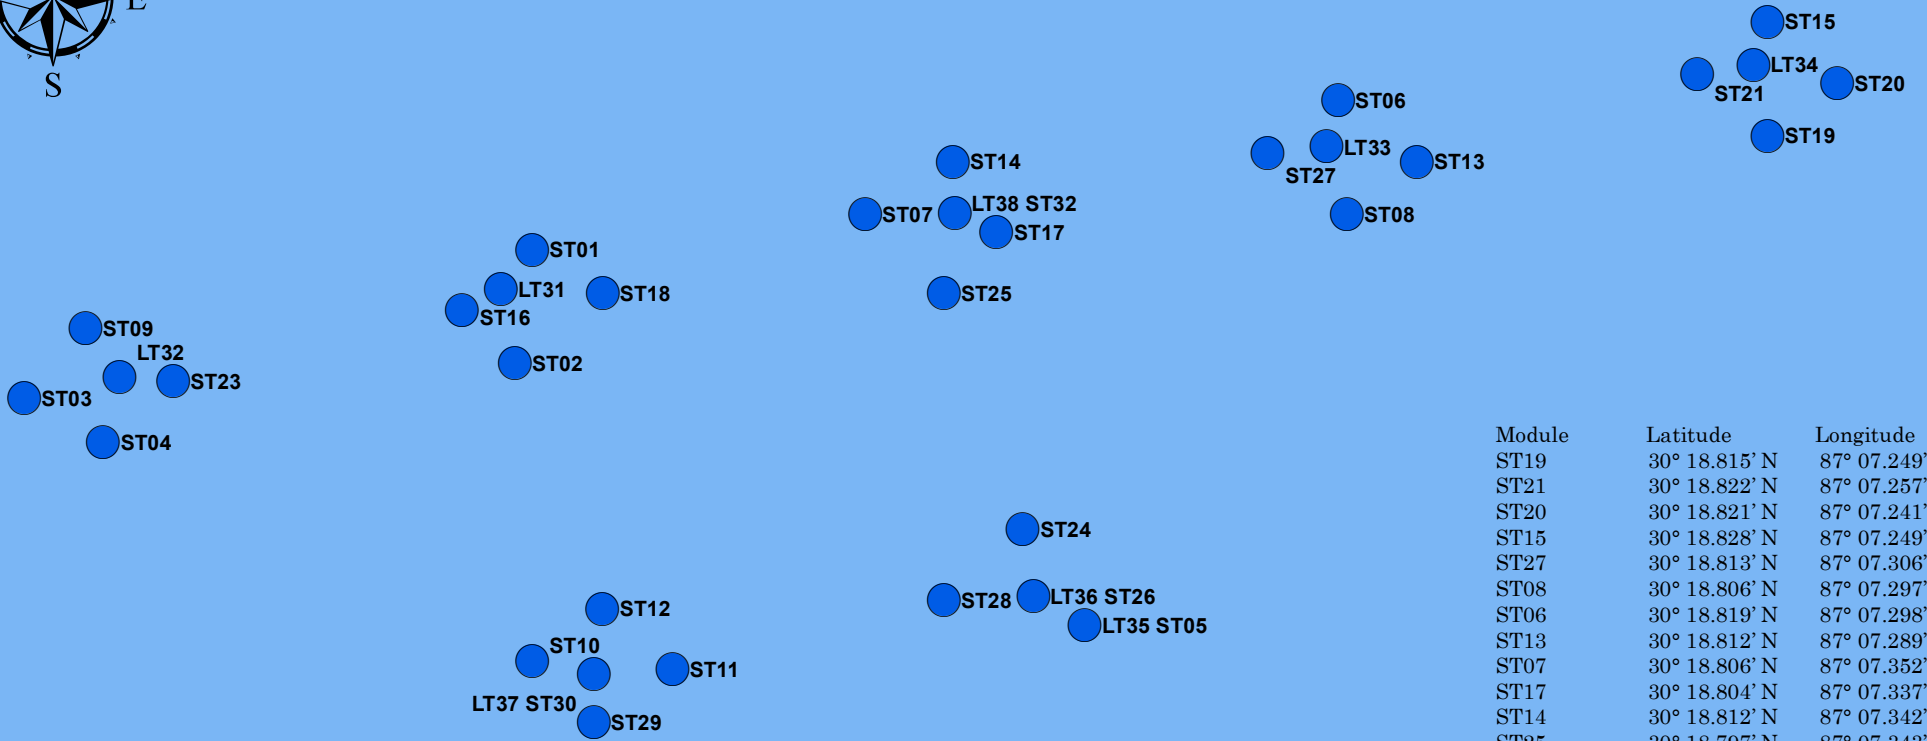 E
S
ST15
LT34
ST20
ST21
ST19
ST06
LT33
ST13
ST27
ST08
ST14
LT38 ST32
ST07
ST17
ST25
ST01
LT31
ST18
ST16
ST02
ST09
LT32
ST23
ST03
ST04
ST24
ST28
LT36 ST26
LT35 ST05
ST12
ST10
ST11
LT37 ST30
ST29
Module Latitude Longitude
ST19 30° 18.815’ N 87° 07.249’
ST21 30° 18.822’ N 87° 07.257’
ST20 30° 18.821’ N 87° 07.241’
ST15 30° 18.828’ N 87° 07.249’
ST27 30° 18.813’ N 87° 07.306’
ST08 30° 18.806’ N 87° 07.297’
ST06 30° 18.819’ N 87° 07.298’
ST13 30° 18.812’ N 87° 07.289’
ST07 30° 18.806’ N 87° 07.352’
ST17 30° 18.804’ N 87° 07.337’
ST14 30° 18.812’ N 87° 07.342’